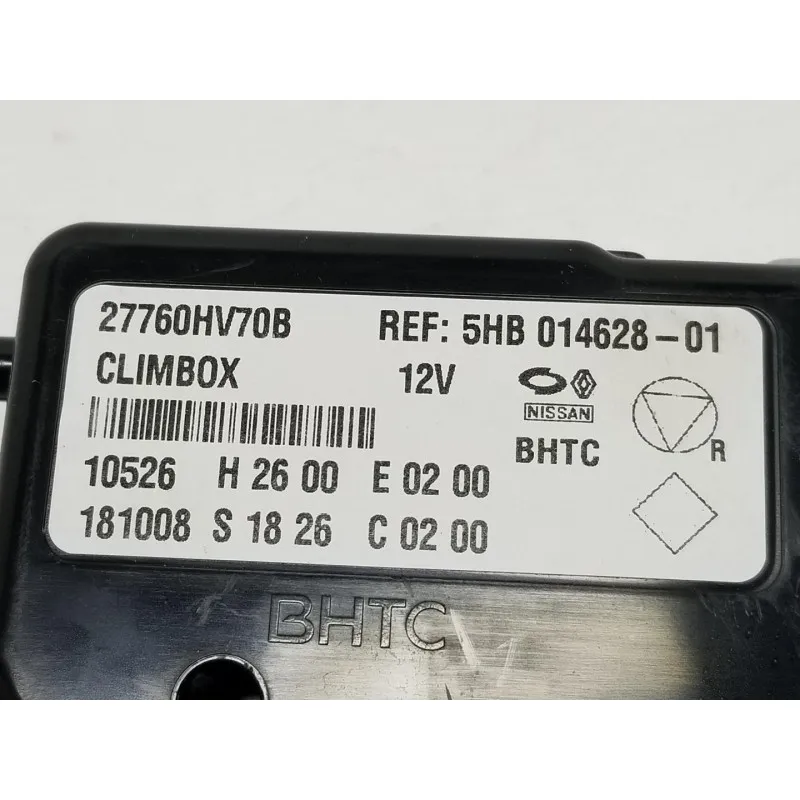 27760HV70B REF: 5HB 014628-01
CLIMBOX 12V
NISSAN
BHTC R
10526 H 26 00 E 02 00
181008 S 18 26 C 02 00
BHTC
V1